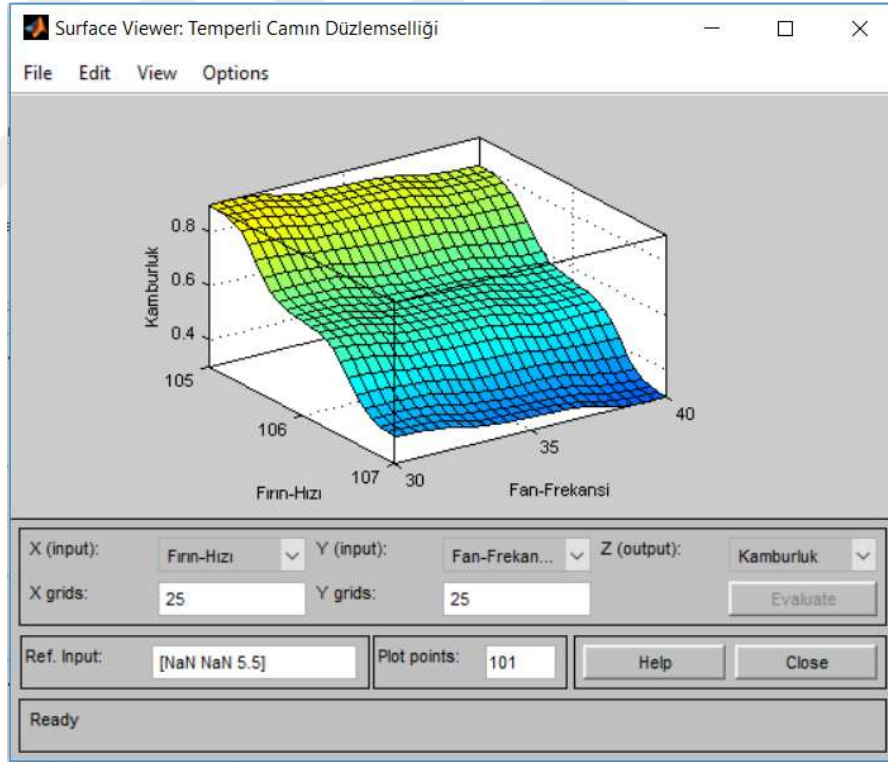 Surface Viewer: Temperli Camın Düzlemselliği
File Edit View Options
0.8
0.6
0.4
Kamburluk
105
106
107
Fırın-Hızı
30
35
40
Fan-Frekansi
X (input): Fırın-Hızı Y (input): Fan-Frekan... Z (output): Kamburluk
X grids: 25 Y grids: 25 Evaluate
Ref. Input: [NaN NaN 5.5] Plot points: 101 Help Close
Ready